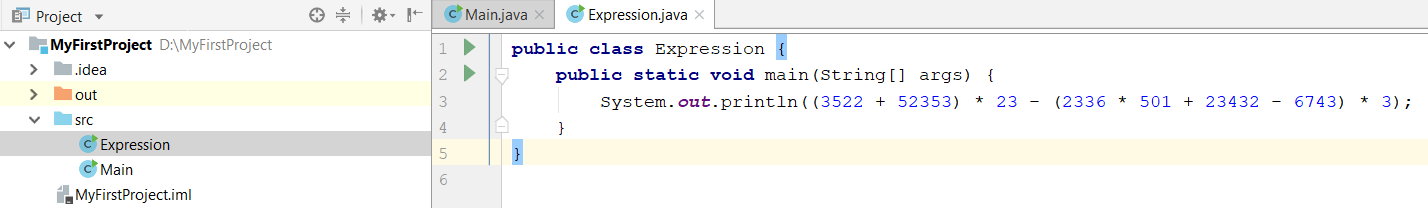 Project
MyFirstProject D:\MyFirstProject
.idea
out
src
Expression
Main
MyFirstProject.iml
Main.java
Expression.java
1 public class Expression {
2 public static void main(String[] args) {
3 System.out.println((3522 + 52353) * 23 - (2336 * 501 + 23432 - 6743) * 3);
4 }
5 }
6